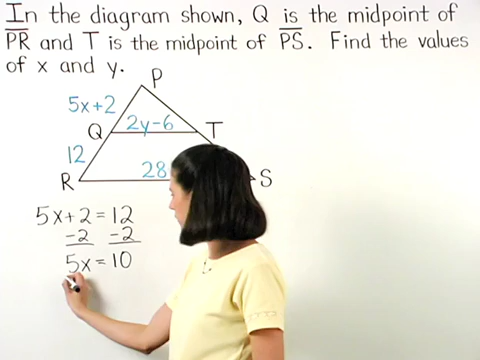 In the diagram shown, Q is the midpoint of
PR and T is the midpoint of PS. Find the values
of x and y.
P
5x+2
Q
2y-6
T
12
28
R
S
5x+2=12
-2 -2
5x=10